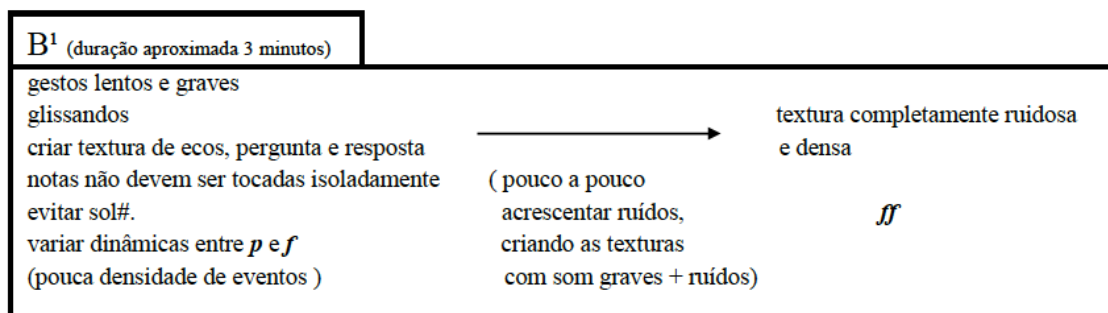 B¹ (duração aproximada 3 minutos)
gestos lentos e graves
glissandos
criar textura de ecos, pergunta e resposta
notas não devem ser tocadas isoladamente
evitar sol#.
variar dinâmicas entre p e f
(pouca densidade de eventos )
( pouco a pouco
acrescentar ruídos,
criando as texturas
com som graves + ruídos)
textura completamente ruidosa
e densa
ff